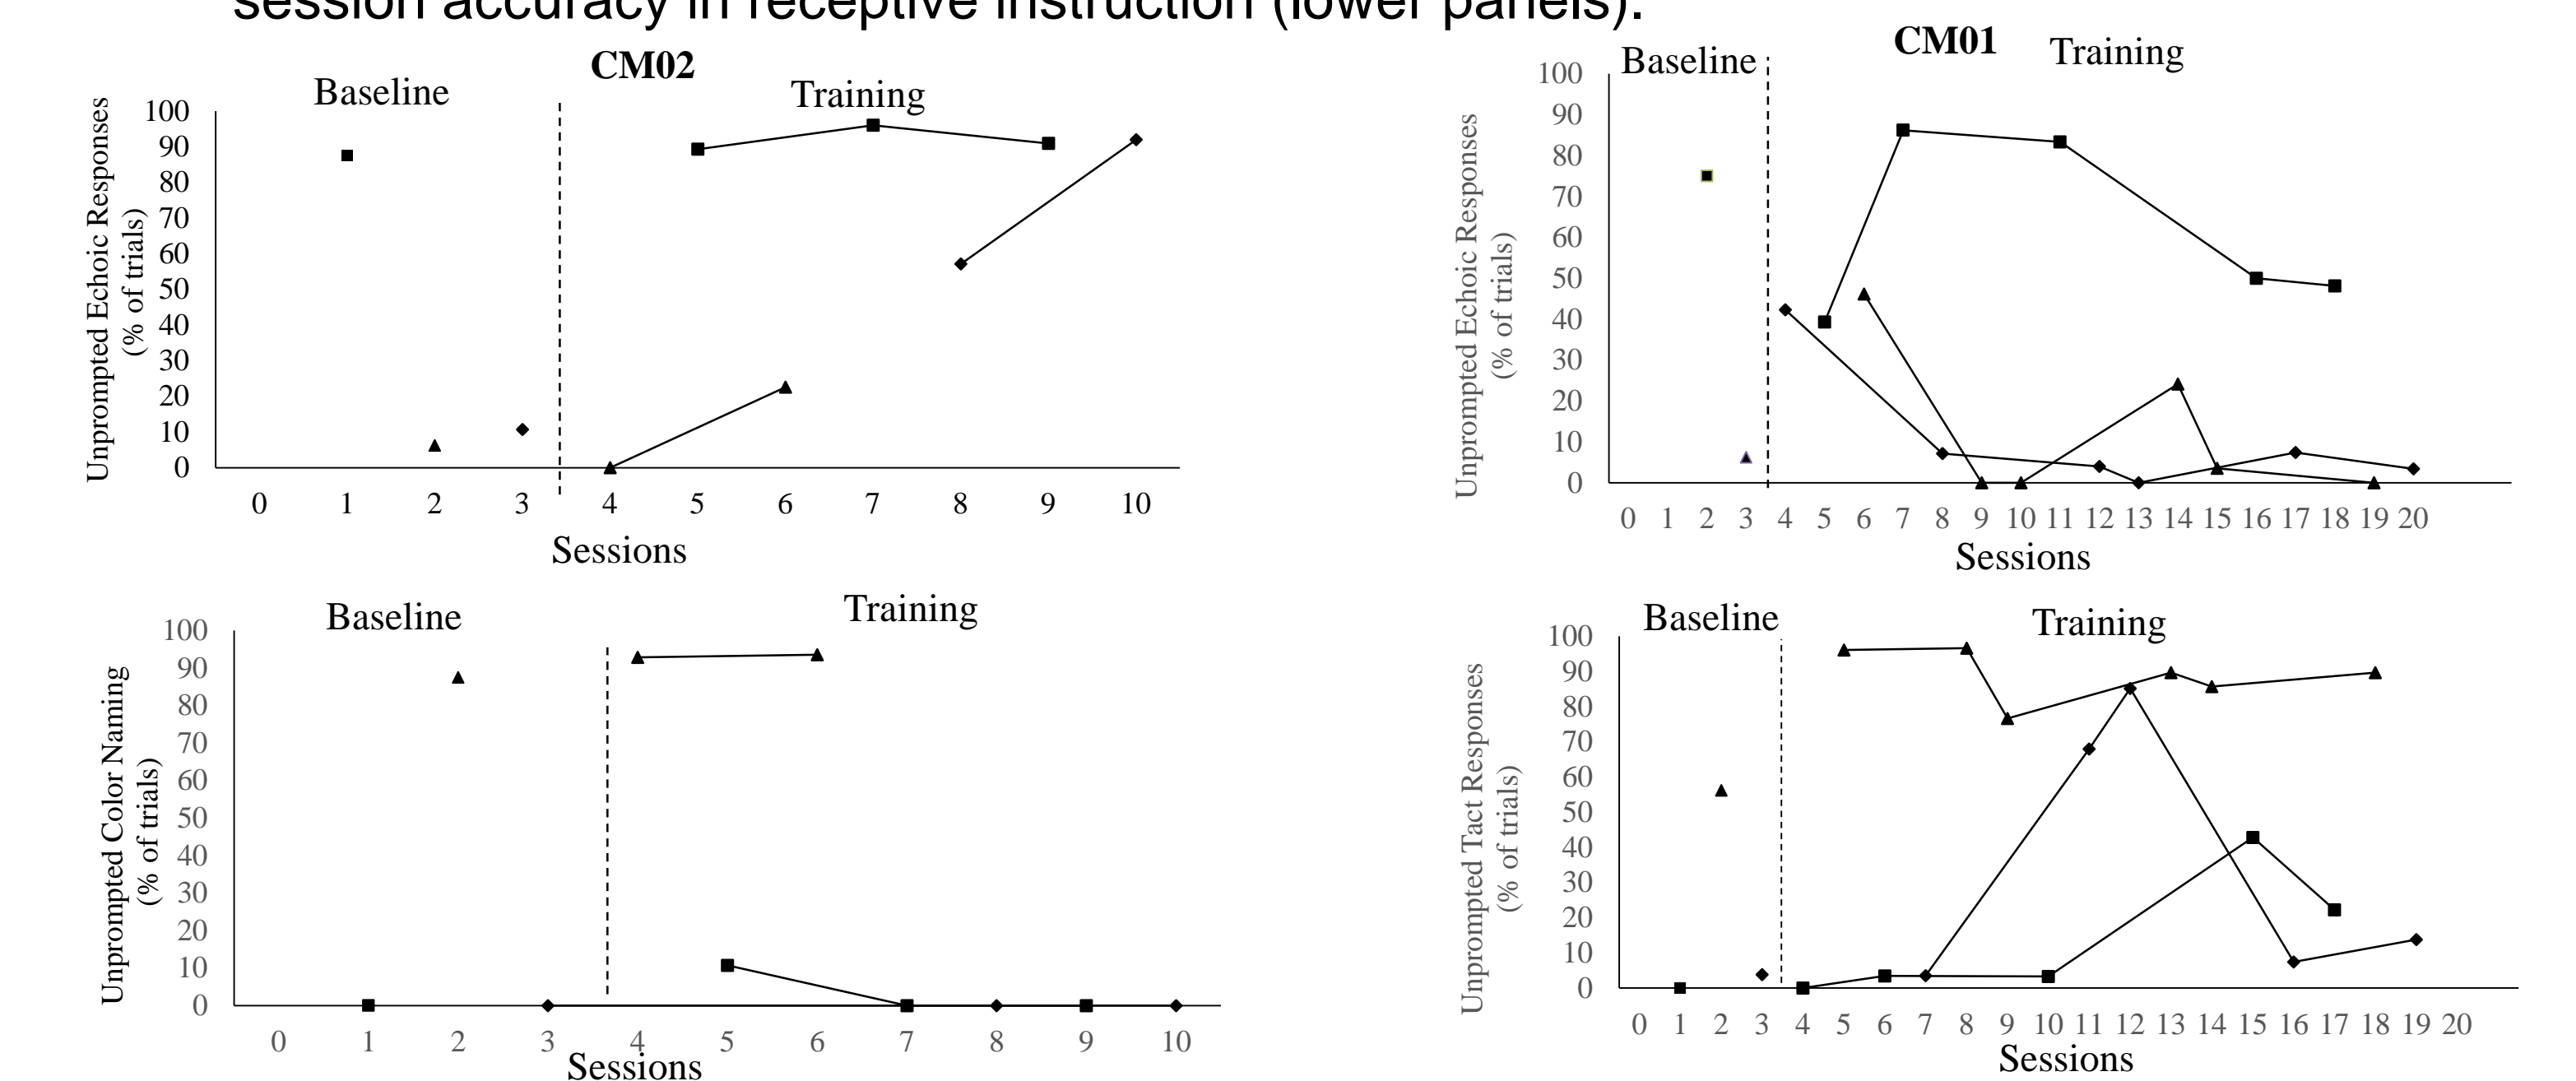 session accuracy in receptive instruction (lower panels).
CM02
Baseline
Training
Unprompted Echoic Responses
(% of trials)
100
90
80
70
60
50
40
30
20
10
0
0 1 2 3 4 5 6 7 8 9 10
Sessions
CM01
Baseline
Training
Unprompted Echoic Responses
(% of trials)
100
90
80
70
60
50
40
30
20
10
0
0 1 2 3 4 5 6 7 8 9 10 11 12 13 14 15 16 17 18 19 20
Sessions
Baseline
Training
Unprompted Color Naming
(% of trials)
100
90
80
70
60
50
40
30
20
10
0
0 1 2 3 4 5 6 7 8 9 10
Sessions
Baseline
Training
Unprompted Tact Responses
(% of trials)
100
90
80
70
60
50
40
30
20
10
0
0 1 2 3 4 5 6 7 8 9 10 11 12 13 14 15 16 17 18 19 20
Sessions